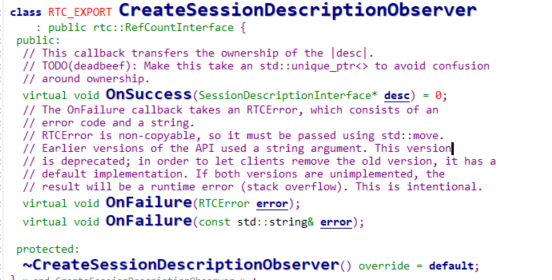 class RTC_EXPORT CreateSessionDescriptionObserver
: public rtc::RefCountInterface {
public:
// This callback transfers the ownership of the |desc|.
// TODO(deadbeef): Make this take an std::unique_ptr<> to avoid confusion
// around ownership.
virtual void OnSuccess(SessionDescriptionInterface* desc) = 0;
// The OnFailure callback takes an RTCError, which consists of an
// error code and a string.
// RTCError is non-copyable, so it must be passed using std::move.
// Earlier versions of the API used a string argument. This version
// is deprecated; in order to let clients remove the old version, it has a
// default implementation. If both versions are unimplemented, the
// result will be a runtime error (stack overflow). This is intentional.
virtual void OnFailure(RTCError error);
virtual void OnFailure(const std::string& error);
protected:
~CreateSessionDescriptionObserver() override = default;